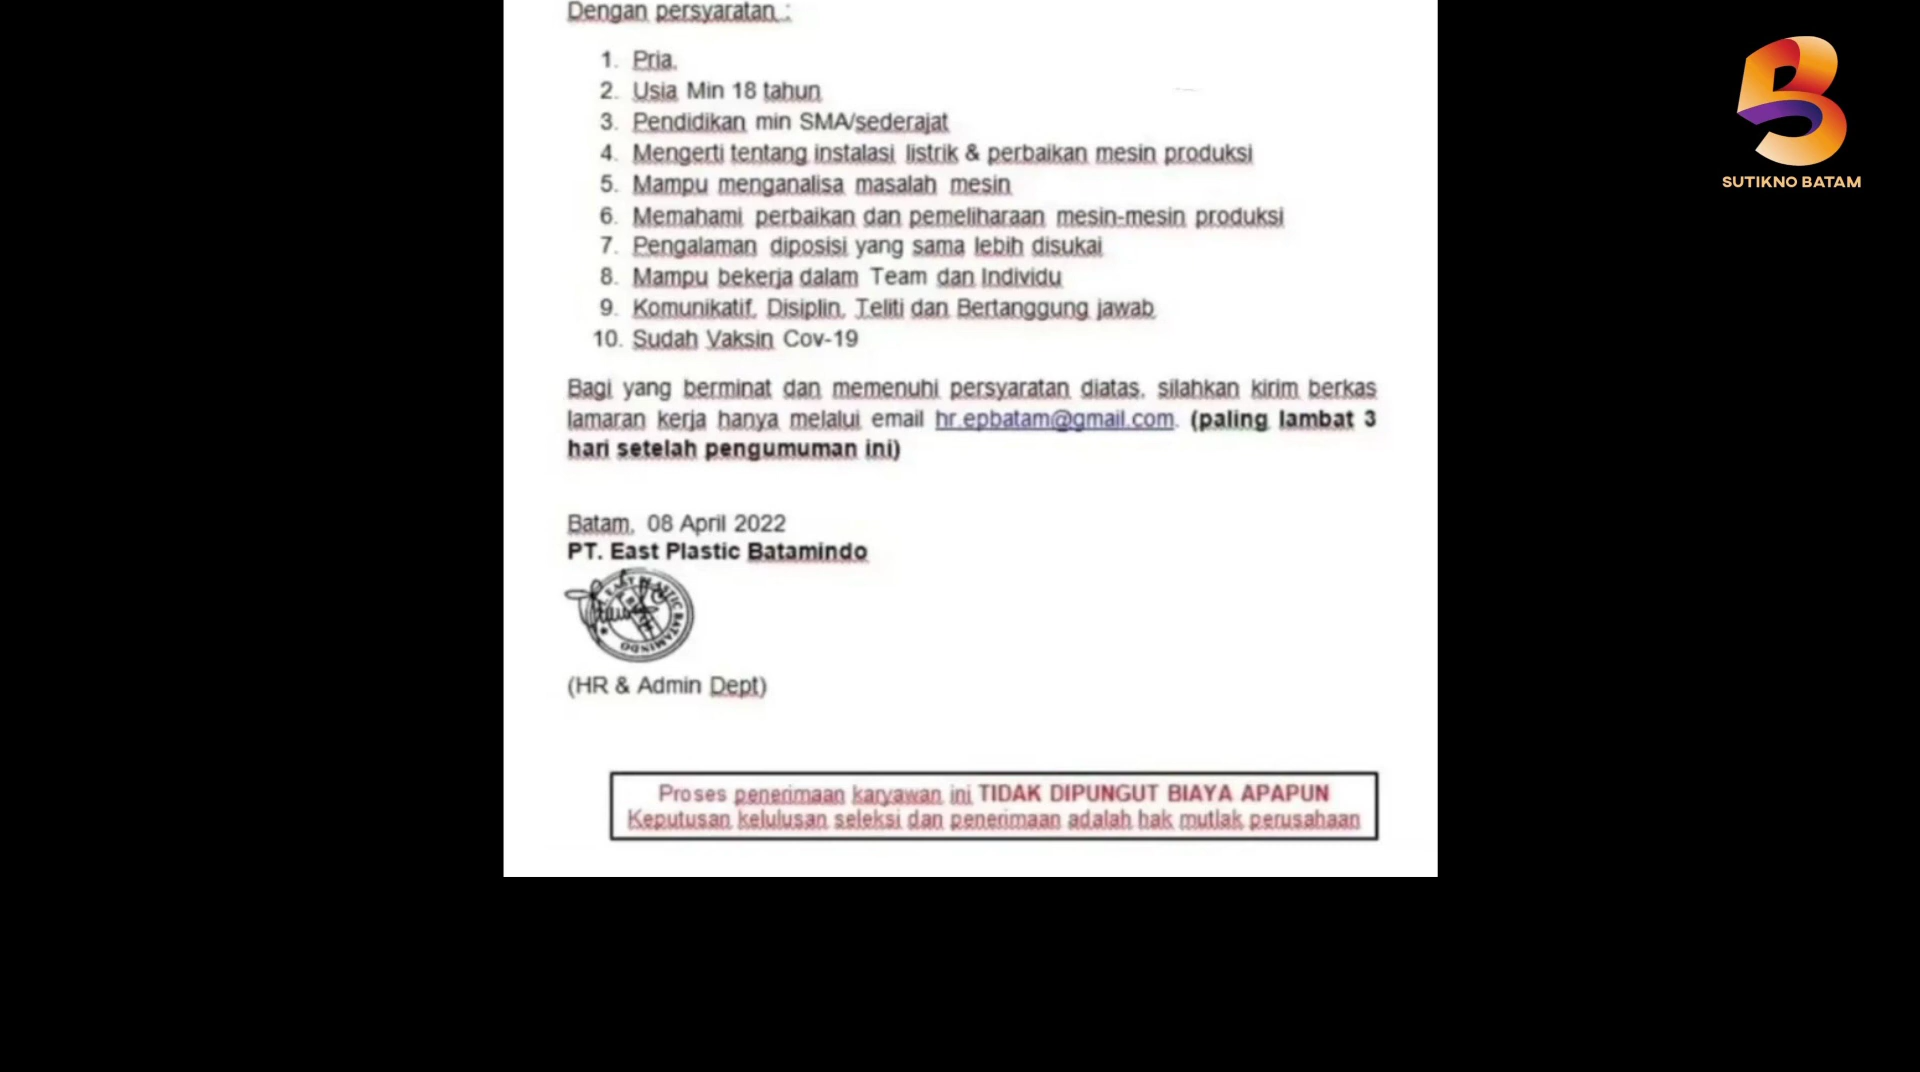 Dengan persyaratan :
1. Pria.
2. Usia Min 18 tahun
3. Pendidikan min SMA/sederajat
4. Mengerti tentang instalasi listrik & perbaikan mesin produksi
5. Mampu menganalisa masalah mesin
6. Memahami perbaikan dan pemeliharaan mesin-mesin produksi
7. Pengalaman diposisi yang sama lebih disukai
8. Mampu bekerja dalam Team dan Individu
9. Komunikatif, Disiplin, Teliti dan Bertanggung jawab
10. Sudah Vaksin Cov-19
Bagi yang berminat dan memenuhi persyaratan diatas, silahkan kirim berkas
lamaran kerja hanya melalui email hr.epbatam@gmail.com. (paling lambat 3
hari setelah pengumuman ini)
Batam, 08 April 2022
PT. East Plastic Batamindo
EAST PLASTIC BATAMINDO
(HR & Admin Dept)
Proses penerimaan karyawan ini TIDAK DIPUNGUT BIAYA APAPUN
Keputusan kelulusan seleksi dan penerimaan adalah hak mutlak perusahaan
SUTIKNO BATAM